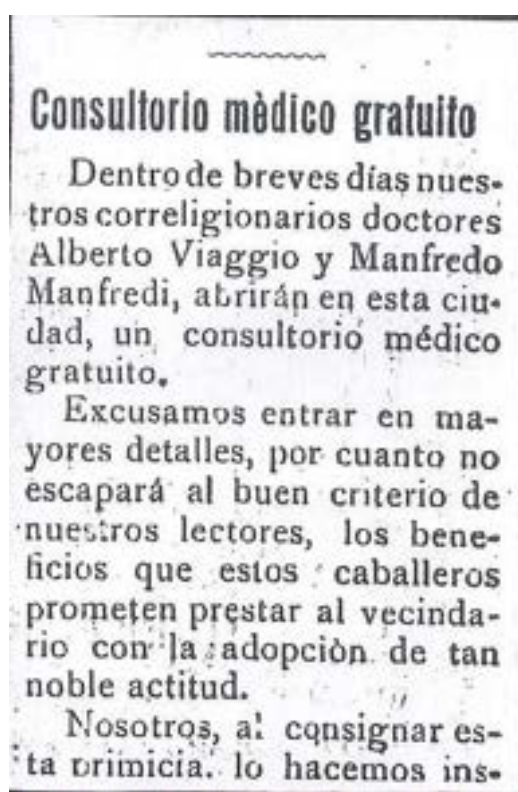 Consultorio mèdico gratuito
Dentro de breves días nues-
tros correligionarios doctores
Alberto Viaggio y Manfredo
Manfredi, abrirán en esta ciu-
dad, un consultorio médico
gratuito.
Excusamos entrar en ma-
yores detalles, por cuanto no
escapará al buen criterio de
nuestros lectores, los bene-
ficios que estos caballeros
prometen prestar al vecinda-
rio con la adopciòn de tan
noble actitud.
Nosotros, al consignar es-
ta primicia. lo hacemos ins-